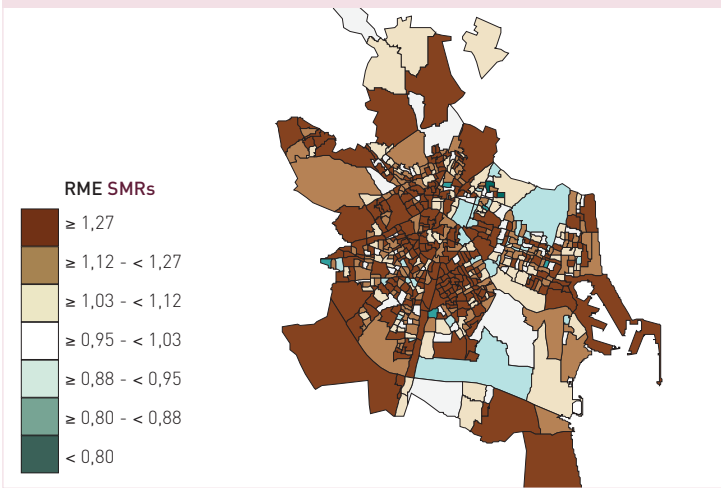 RME SMRs
≥ 1,27
≥ 1,12 - < 1,27
≥ 1,03 - < 1,12
≥ 0,95 - < 1,03
≥ 0,88 - < 0,95
≥ 0,80 - < 0,88
< 0,80